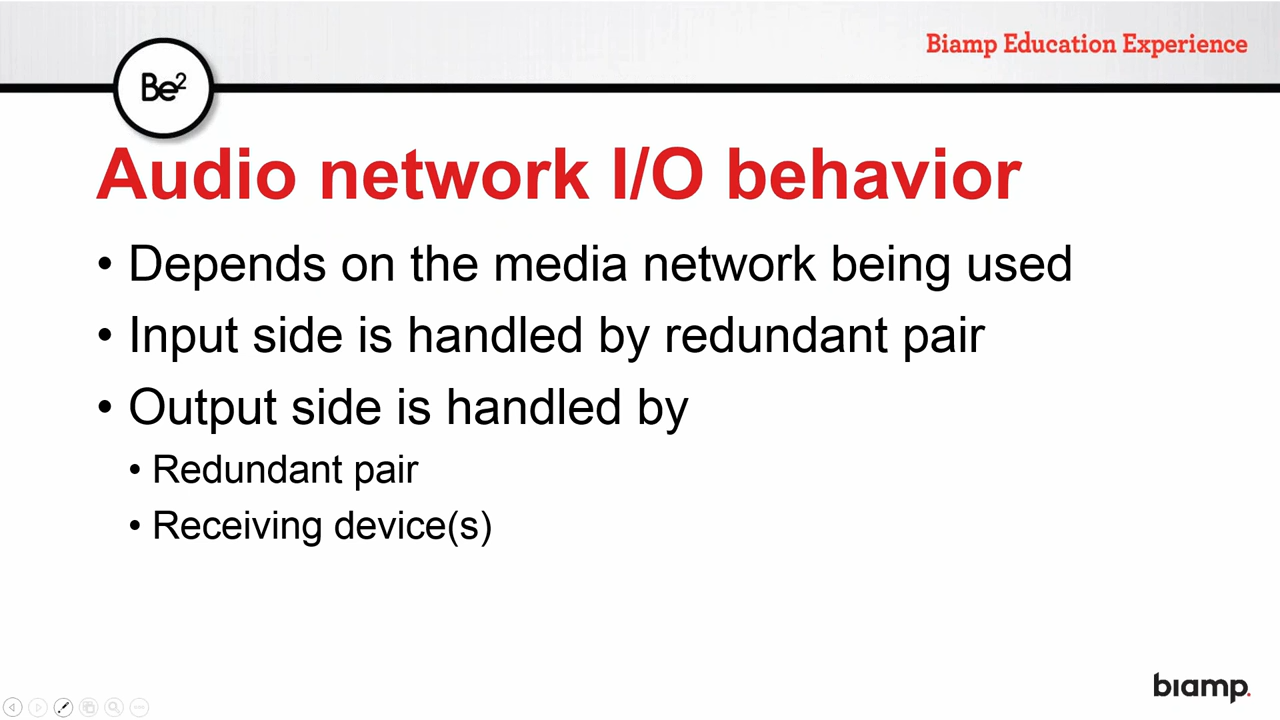 Biamp Education Experience
Be²
Audio network I/O behavior
• Depends on the media network being used
• Input side is handled by redundant pair
• Output side is handled by
• Redundant pair
• Receiving device(s)
biamp.